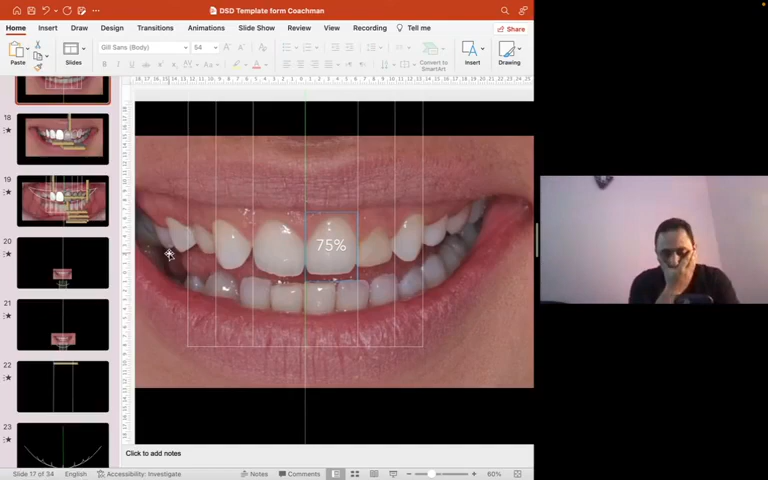 DSD Template form Coachman
Home Insert Draw Design Transitions Animations Slide Show Review View Recording Tell me Share
Gill Sans (Body) 54
Paste Slides Convert to SmartArt Insert Drawing
75%
18
19
20
21
22
23
Click to add notes
Slide 17 of 34 English Accessibility: Investigate Notes Comments 60%